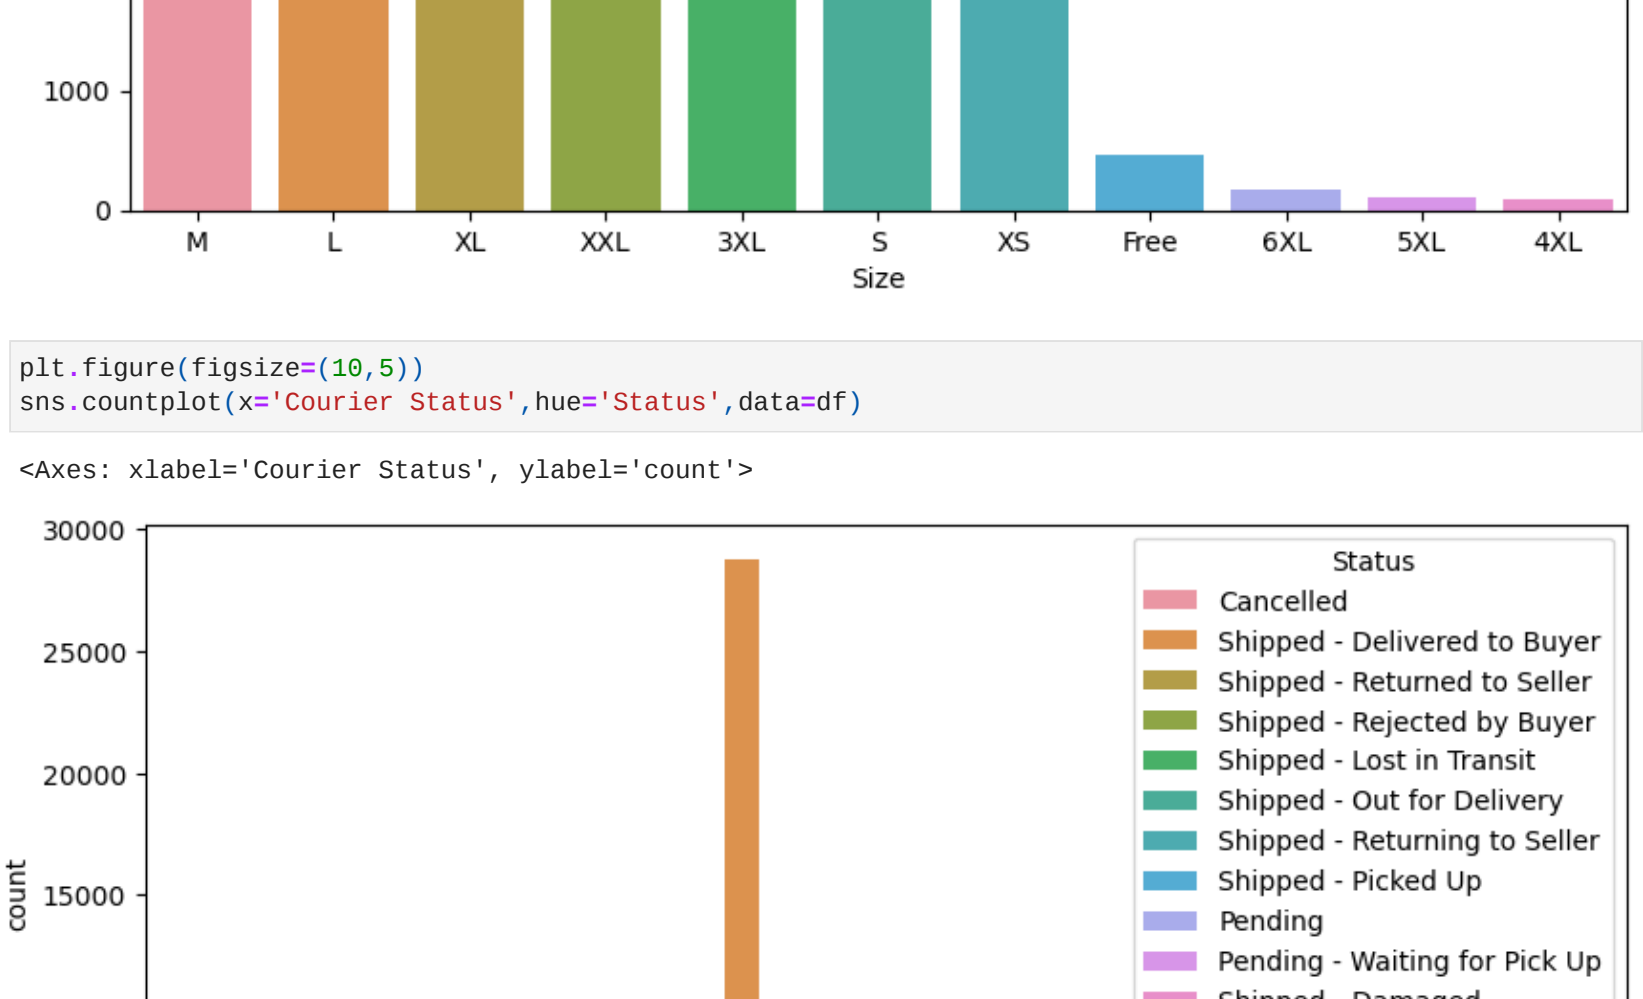 1000
0
M L XL XXL 3XL S XS Free 6XL 5XL 4XL
Size
plt.figure(figsize=(10,5))
sns.countplot(x='Courier Status',hue='Status',data=df)
<Axes: xlabel='Courier Status', ylabel='count'>
30000
25000
20000
15000
count
Status
Cancelled
Shipped - Delivered to Buyer
Shipped - Returned to Seller
Shipped - Rejected by Buyer
Shipped - Lost in Transit
Shipped - Out for Delivery
Shipped - Returning to Seller
Shipped - Picked Up
Pending
Pending - Waiting for Pick Up
Shipped - Damaged